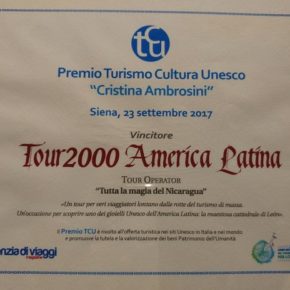 tcu
Premio Turismo Cultura Unesco
"Cristina Ambrosini"
Siena, 23 settembre 2017
Vincitore
Tour2000 America Latina
Tour Operator
"Tutta la magia del Nicaragua"
«Un tour per veri viaggiatori lontano dalle rotte del turismo di massa.
Un'occasione per scoprire uno dei gioielli Unesco dell'America Latina: la maestosa cattedrale di León».
Il Premio TCU è rivolto all'offerta turistica nei siti Unesco in Italia e nel mondo
e promuove la tutela e la valorizzazione dei beni Patrimonio dell'Umanità
enzia di viaggi